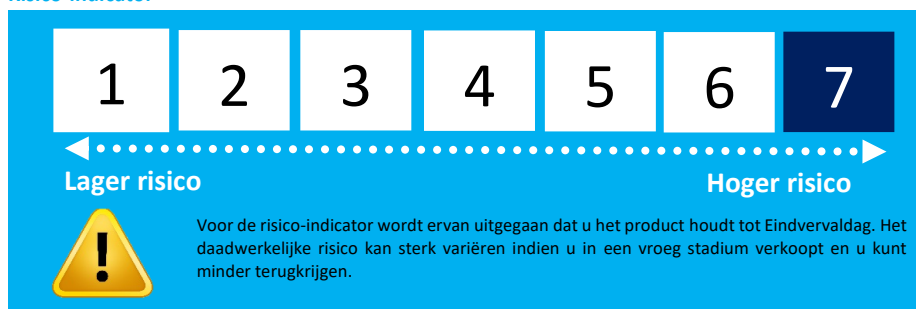 1 2 3 4 5 6 7
Lager risico Hoger risico
Voor de risico-indicator wordt ervan uitgegaan dat u het product houdt tot Eindvervaldag. Het
daadwerkelijke risico kan sterk variëren indien u in een vroeg stadium verkoopt en u kunt
minder terugkrijgen.